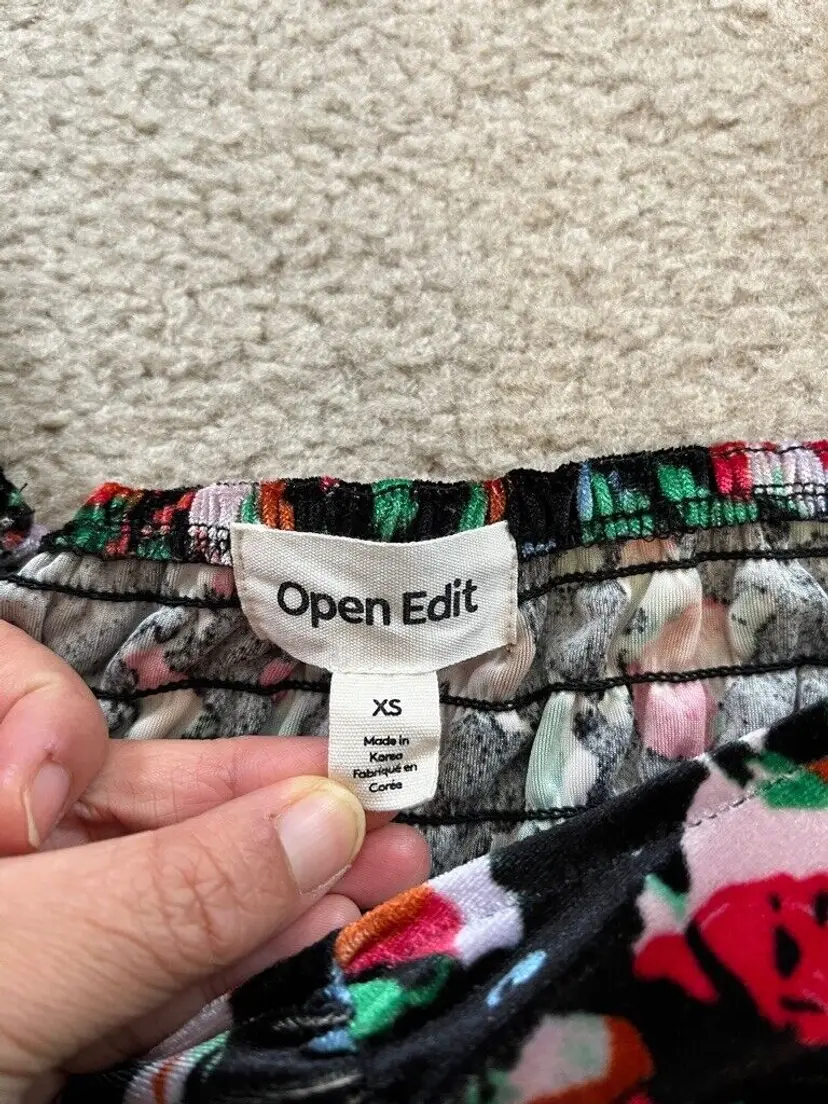 Open Edit
XS
Made in
Korea
Fabriqué en
Corée